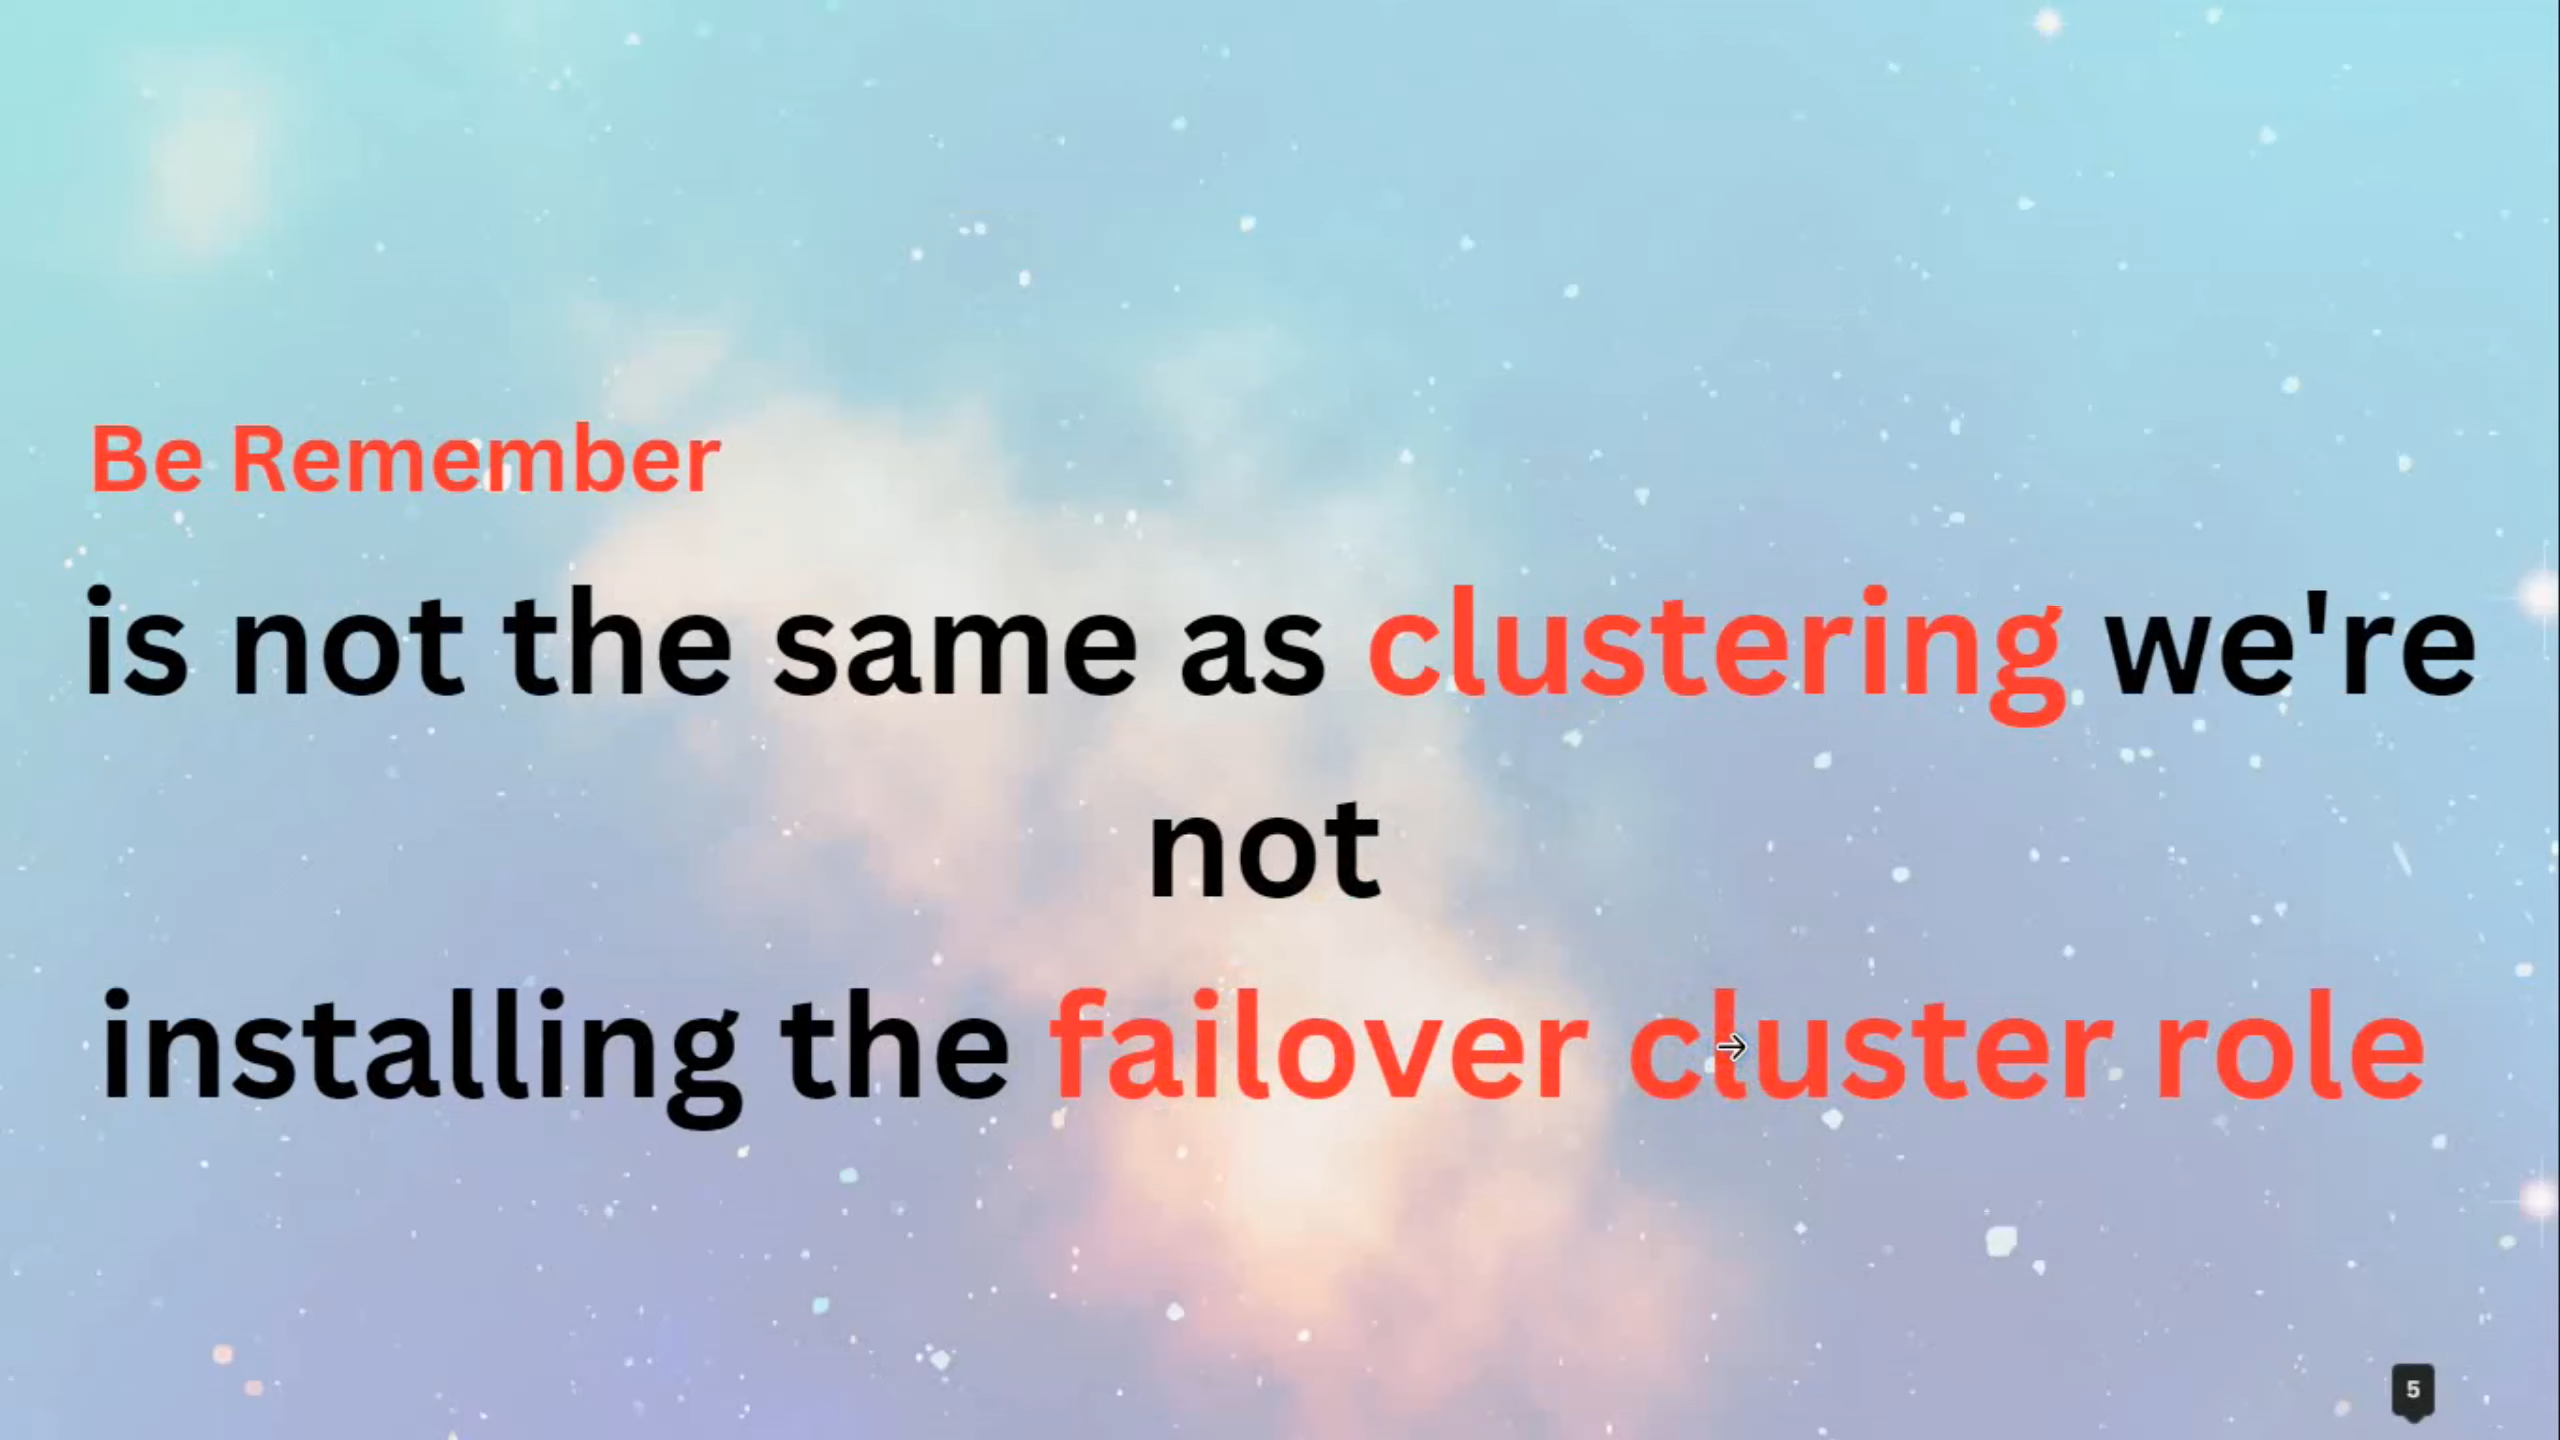 Be Remember
is not the same as clustering we're
not
installing the failover cluster role
5